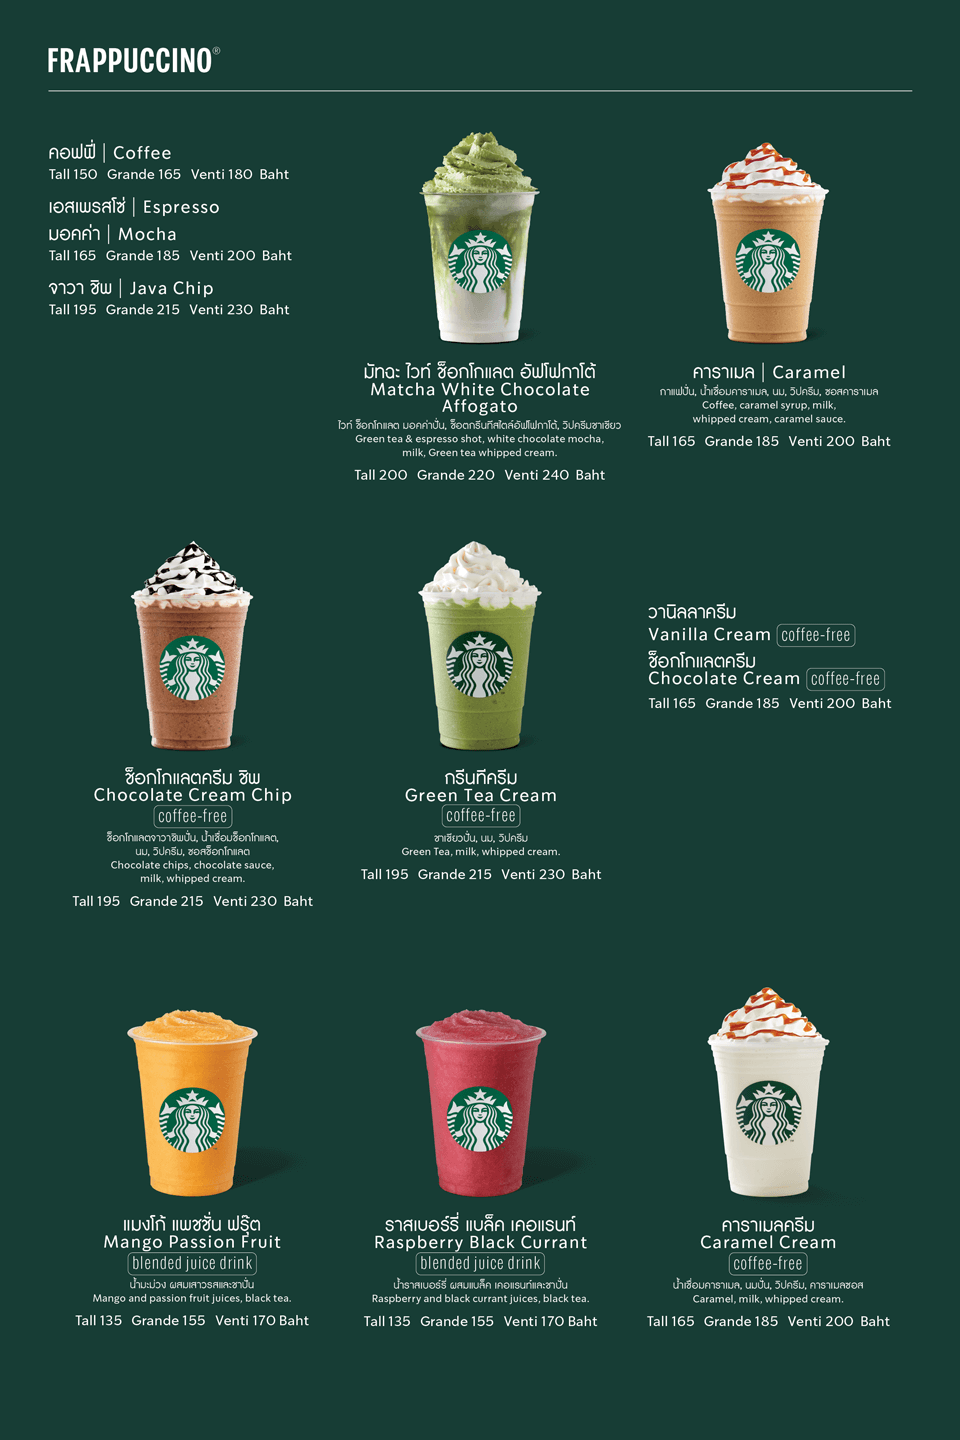 FRAPPUCCINO®
คอฟฟี่ | Coffee
Tall 150 Grande 165 Venti 180 Baht
เอสเพรสโซ่ | Espresso
มอคค่า | Mocha
Tall 165 Grande 185 Venti 200 Baht
จาวา ชิพ | Java Chip
Tall 195 Grande 215 Venti 230 Baht
มัทฉะ ไวท์ ช็อกโกแลต อัฟโฟกาโต้
Matcha White Chocolate
Affogato
ไวท์ ช็อกโกแลต มอคค่าปั่น, ช็อตกรีนทีสไตล์อัฟโฟกาโต้, วิปครีมชาเขียว
Green tea & espresso shot, white chocolate mocha,
milk, Green tea whipped cream.
Tall 200 Grande 220 Venti 240 Baht
คาราเมล | Caramel
กาแฟปั่น, น้ำเชื่อมคาราเมล, นม, วิปครีม, ซอสคาราเมล
Coffee, caramel syrup, milk,
whipped cream, caramel sauce.
Tall 165 Grande 185 Venti 200 Baht
ช็อกโกแลตครีม ชิพ
Chocolate Cream Chip
coffee-free
ช็อกโกแลตจาวาชิพปั่น, น้ำเชื่อมช็อกโกแลต,
นม, วิปครีม, ซอสช็อกโกแลต
Chocolate chips, chocolate sauce,
milk, whipped cream.
Tall 195 Grande 215 Venti 230 Baht
กรีนทีครีม
Green Tea Cream
coffee-free
ชาเขียวปั่น, นม, วิปครีม
Green Tea, milk, whipped cream.
Tall 195 Grande 215 Venti 230 Baht
วานิลลาครีม
Vanilla Cream coffee-free
ช็อกโกแลตครีม
Chocolate Cream coffee-free
Tall 165 Grande 185 Venti 200 Baht
แมงโก้ แพชชั่น ฟรุ๊ต
Mango Passion Fruit
blended juice drink
น้ำมะม่วง ผสมเสาวรสและชาปั่น
Mango and passion fruit juices, black tea.
Tall 135 Grande 155 Venti 170 Baht
ราสเบอร์รี่ แบล็ค เคอแรนท์
Raspberry Black Currant
blended juice drink
น้ำราสเบอร์รี่ ผสมแบล็ค เคอแรนท์และชาปั่น
Raspberry and black currant juices, black tea.
Tall 135 Grande 155 Venti 170 Baht
คาราเมลครีม
Caramel Cream
coffee-free
น้ำเชื่อมคาราเมล, นมปั่น, วิปครีม, คาราเมลซอส
Caramel, milk, whipped cream.
Tall 165 Grande 185 Venti 200 Baht